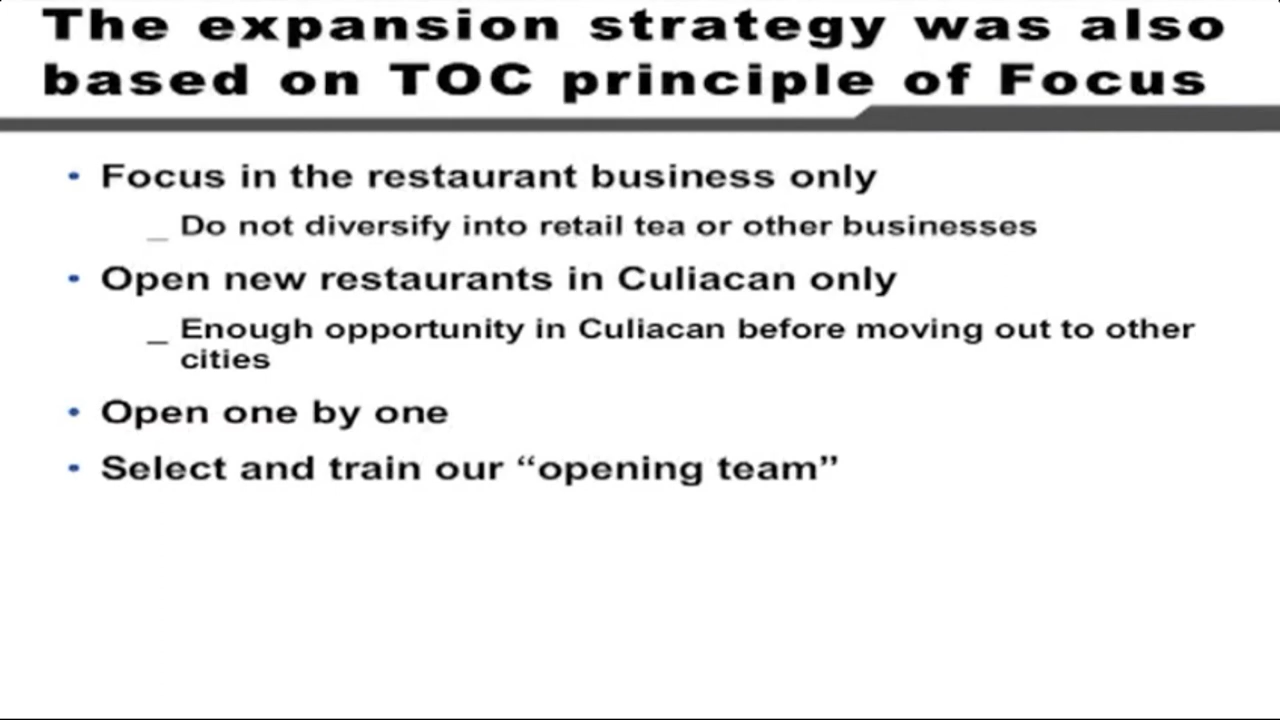 The expansion strategy was also
based on TOC principle of Focus
• Focus in the restaurant business only
_ Do not diversify into retail tea or other businesses
• Open new restaurants in Culiacan only
_ Enough opportunity in Culiacan before moving out to other
cities
• Open one by one
• Select and train our “opening team”